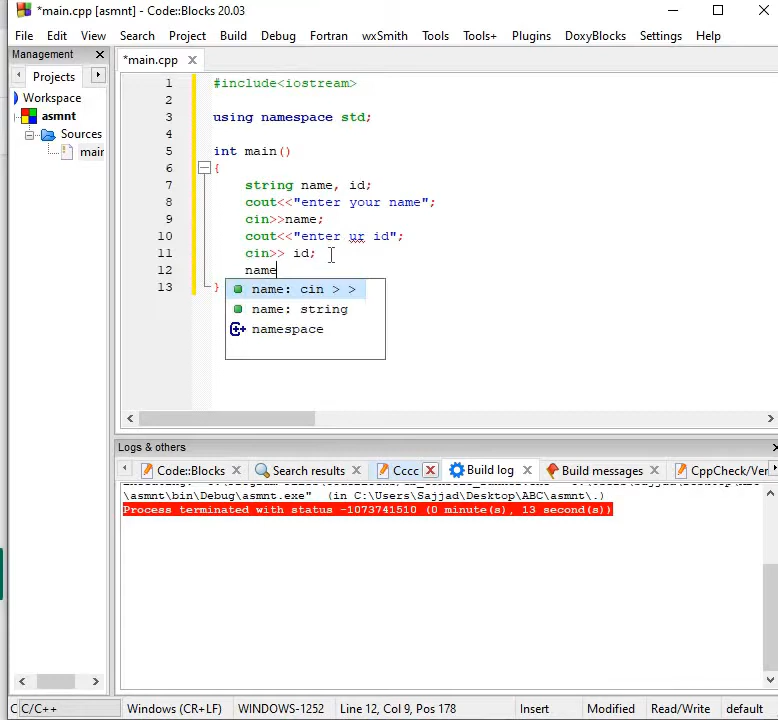 *main.cpp [asmnt] - Code::Blocks 20.03
File Edit View Search Project Build Debug Fortran wxSmith Tools Tools+ Plugins DoxyBlocks Settings Help
Management
Projects
Workspace
asmnt
Sources
mair
*main.cpp
1 #include<iostream>
2
3 using namespace std;
4
5 int main()
6 {
7 string name, id;
8 cout<<"enter your name";
9 cin>>name;
10 cout<<"enter ur id";
11 cin>> id;
12 name
13 }
name: cin > >
name: string
namespace
Logs & others
Code::Blocks Search results Cccc Build log Build messages CppCheck/Ver
\asmnt\bin\Debug\asmnt.exe" (in C:\Users\Sajjad\Desktop\ABC\asmnt\.)
Process terminated with status -1073741510 (0 minute(s), 13 second(s))
C C/C++ Windows (CR+LF) WINDOWS-1252 Line 12, Col 9, Pos 178 Insert Modified Read/Write default